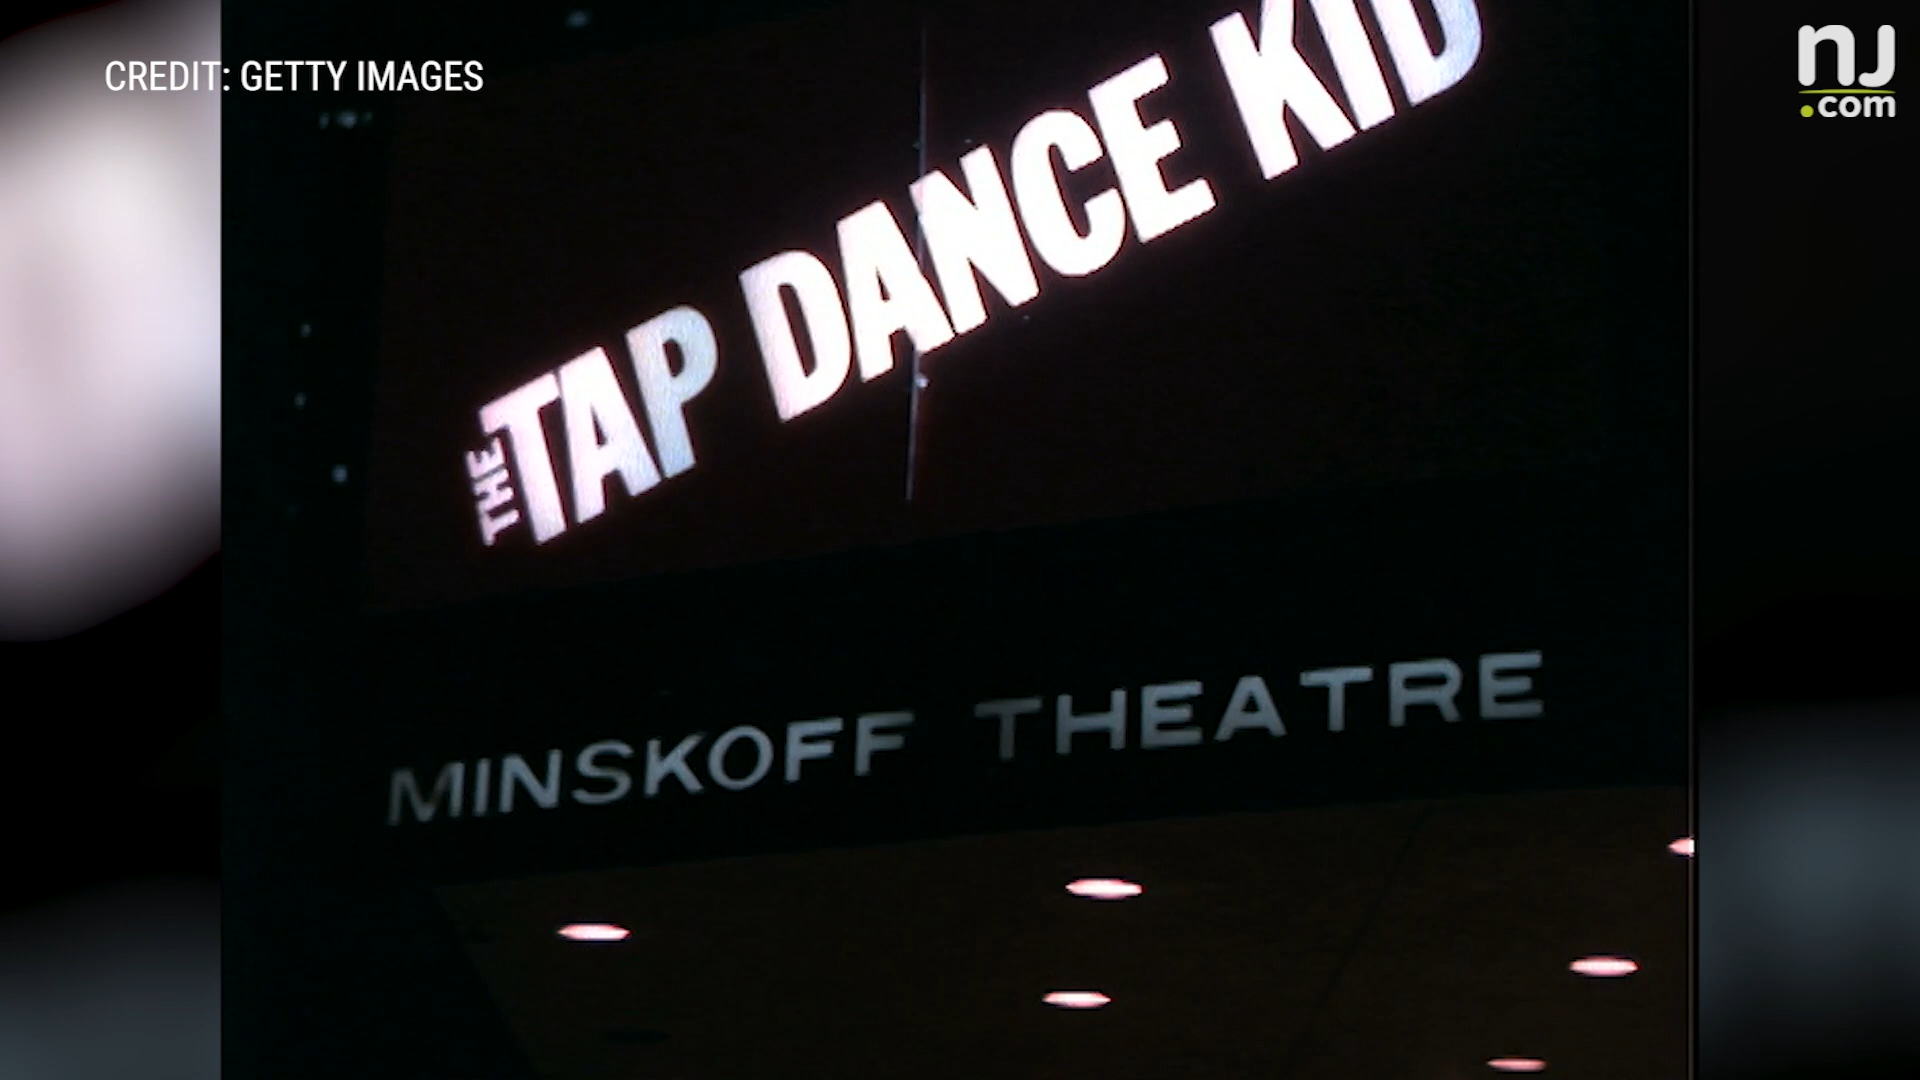 CREDIT: GETTY IMAGES
nj
.com
THE TAP DANCE KID
MINSKOFF THEATRE